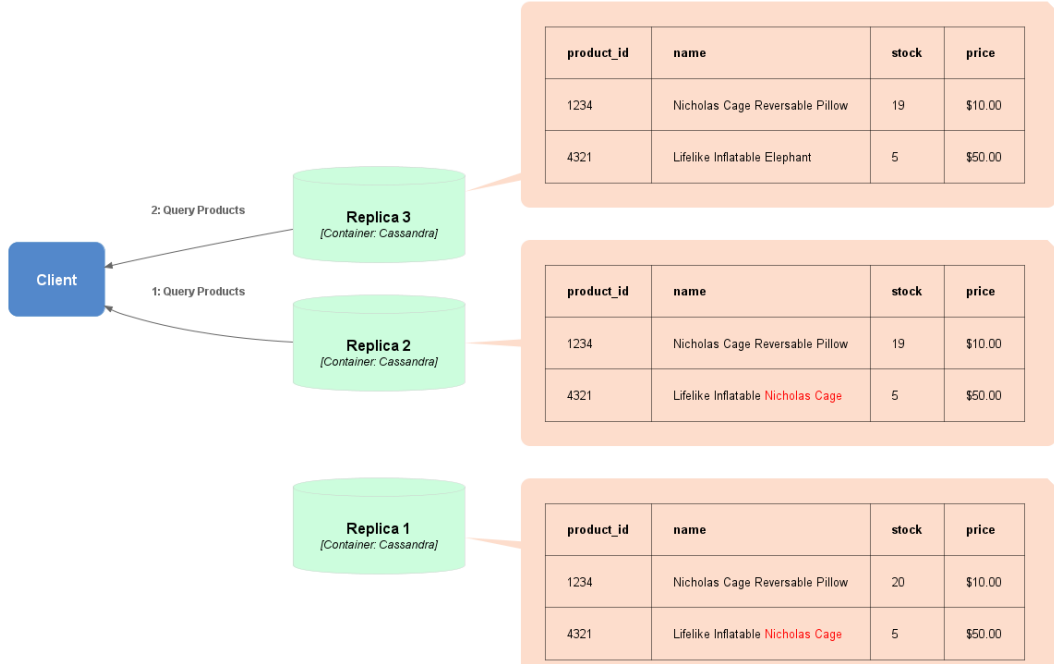 product_id name stock price
1234 Nicholas Cage Reversable Pillow 19 $10.00
4321 Lifelike Inflatable Elephant 5 $50.00
2: Query Products
Replica 3
[Container: Cassandra]
Client
1: Query Products
Replica 2
[Container: Cassandra]
product_id name stock price
1234 Nicholas Cage Reversable Pillow 19 $10.00
4321 Lifelike Inflatable Nicholas Cage 5 $50.00
Replica 1
[Container: Cassandra]
product_id name stock price
1234 Nicholas Cage Reversable Pillow 20 $10.00
4321 Lifelike Inflatable Nicholas Cage 5 $50.00